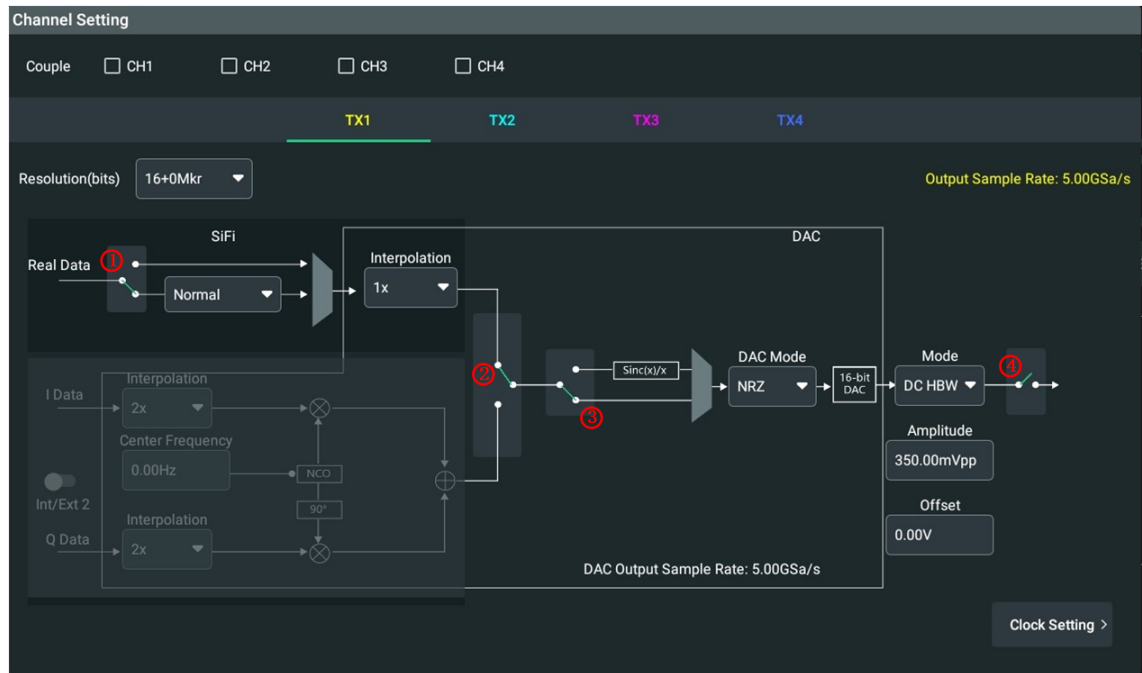 Channel Setting
Couple CH1 CH2 CH3 CH4
TX1 TX2 TX3 TX4
Resolution(bits) 16+0Mkr Output Sample Rate: 5.00GSa/s
SiFi DAC
Real Data ① Interpolation
Normal 1x
② Sinc(x)/x DAC Mode Mode ④
NRZ 16-bit DC HBW
DAC
③
Interpolation
I Data 2x Amplitude
Center Frequency 350.00mVpp
0.00Hz NCO
Int/Ext 2 90° Offset
Interpolation 0.00V
Q Data 2x
DAC Output Sample Rate: 5.00GSa/s
Clock Setting >